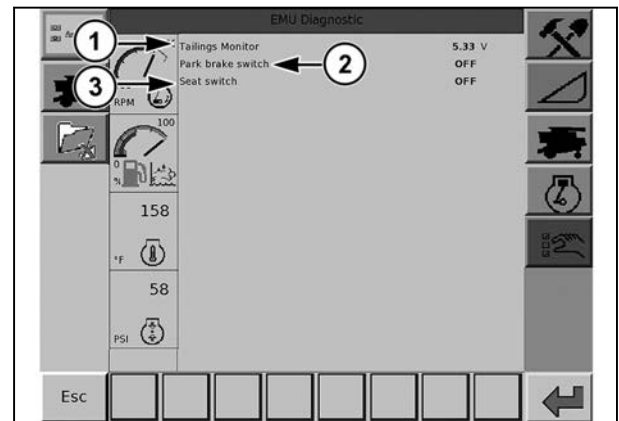 EMU Diagnostic
1
Tailings Monitor 5.33 V
Park brake switch OFF
2
3
Seat switch OFF
RPM
100
0
%
158
°F
58
PSI
Esc